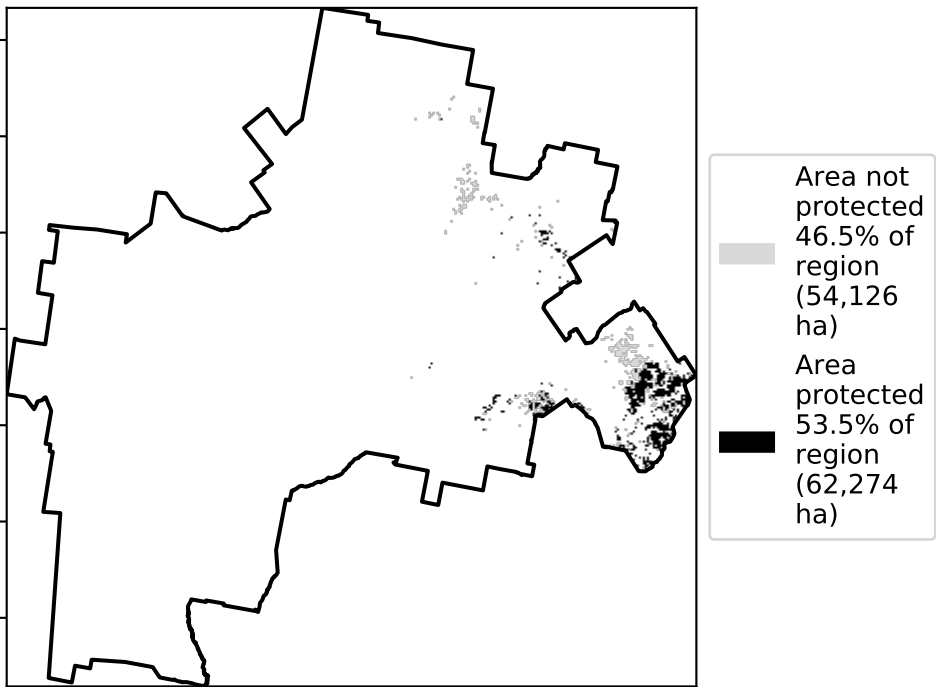 Area not
protected
46.5% of
region
(54,126
ha)
Area
protected
53.5% of
region
(62,274
ha)